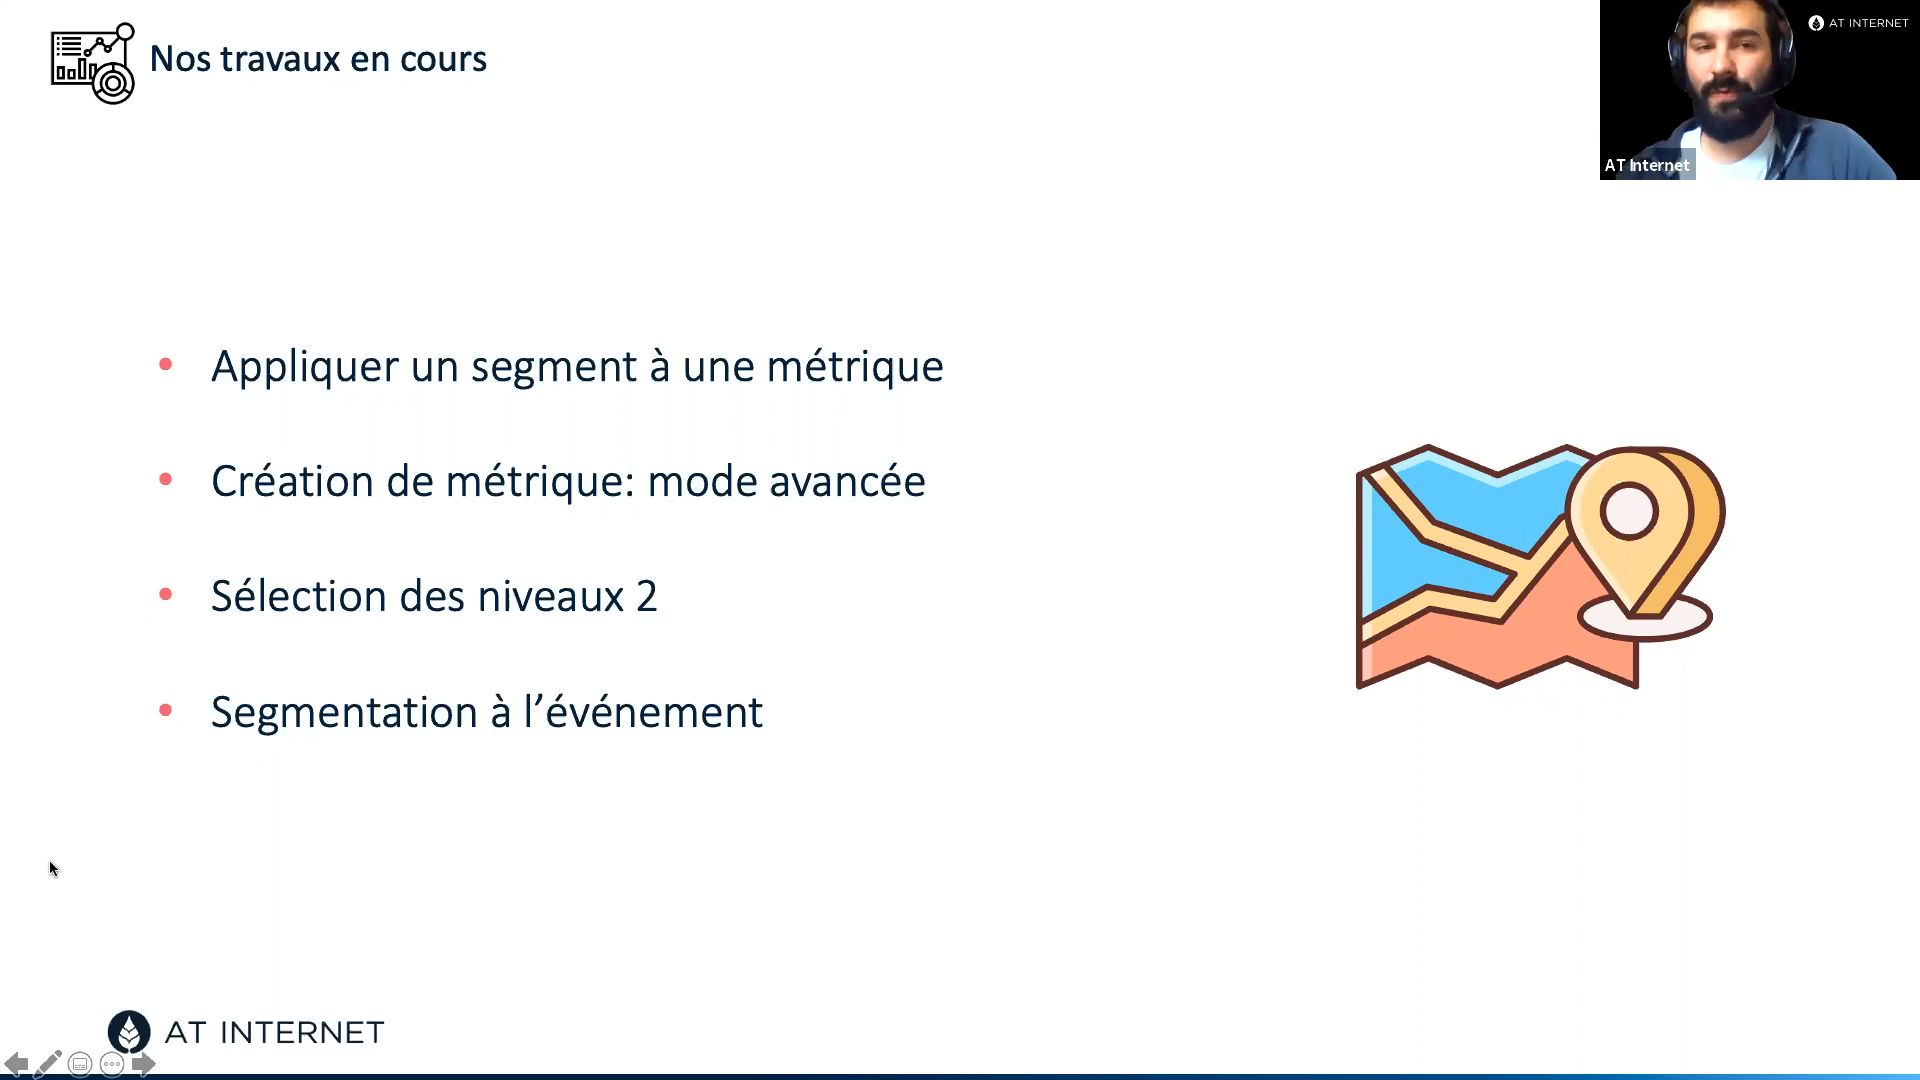 Nos travaux en cours
AT INTERNET
AT Internet
• Appliquer un segment à une métrique
• Création de métrique: mode avancée
• Sélection des niveaux 2
• Segmentation à l’événement
AT INTERNET